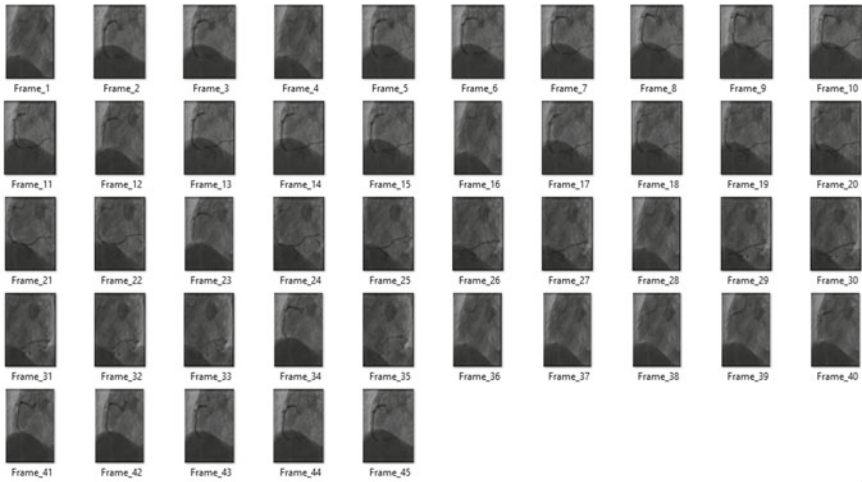 Frame_1 Frame_2 Frame_3 Frame_4 Frame_5 Frame_6 Frame_7 Frame_8 Frame_9 Frame_10
Frame_11 Frame_12 Frame_13 Frame_14 Frame_15 Frame_16 Frame_17 Frame_18 Frame_19 Frame_20
Frame_21 Frame_22 Frame_23 Frame_24 Frame_25 Frame_26 Frame_27 Frame_28 Frame_29 Frame_30
Frame_31 Frame_32 Frame_33 Frame_34 Frame_35 Frame_36 Frame_37 Frame_38 Frame_39 Frame_40
Frame_41 Frame_42 Frame_43 Frame_44 Frame_45